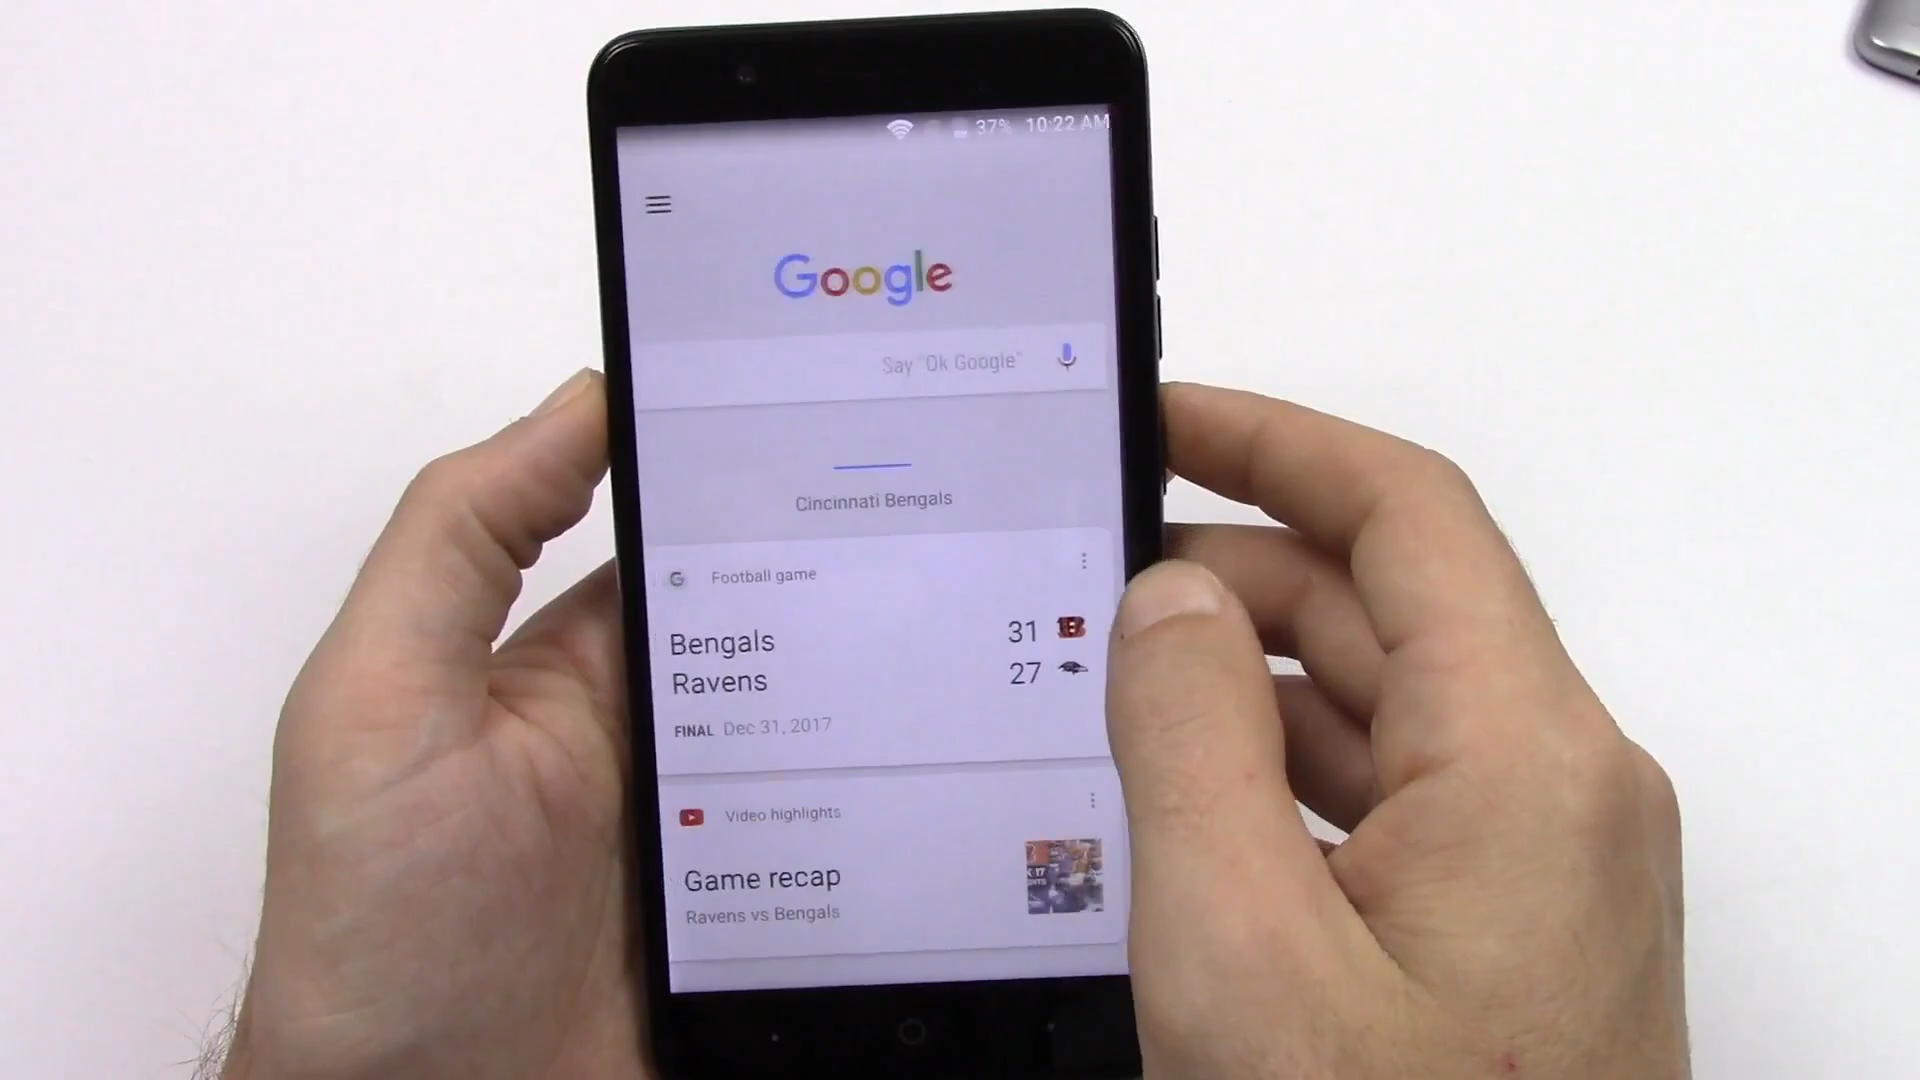 37% 10:22 AM
Google
Say "Ok Google"
Cincinnati Bengals
G Football game
Bengals 31
Ravens 27
FINAL Dec 31, 2017
Video highlights
Game recap
Ravens vs Bengals